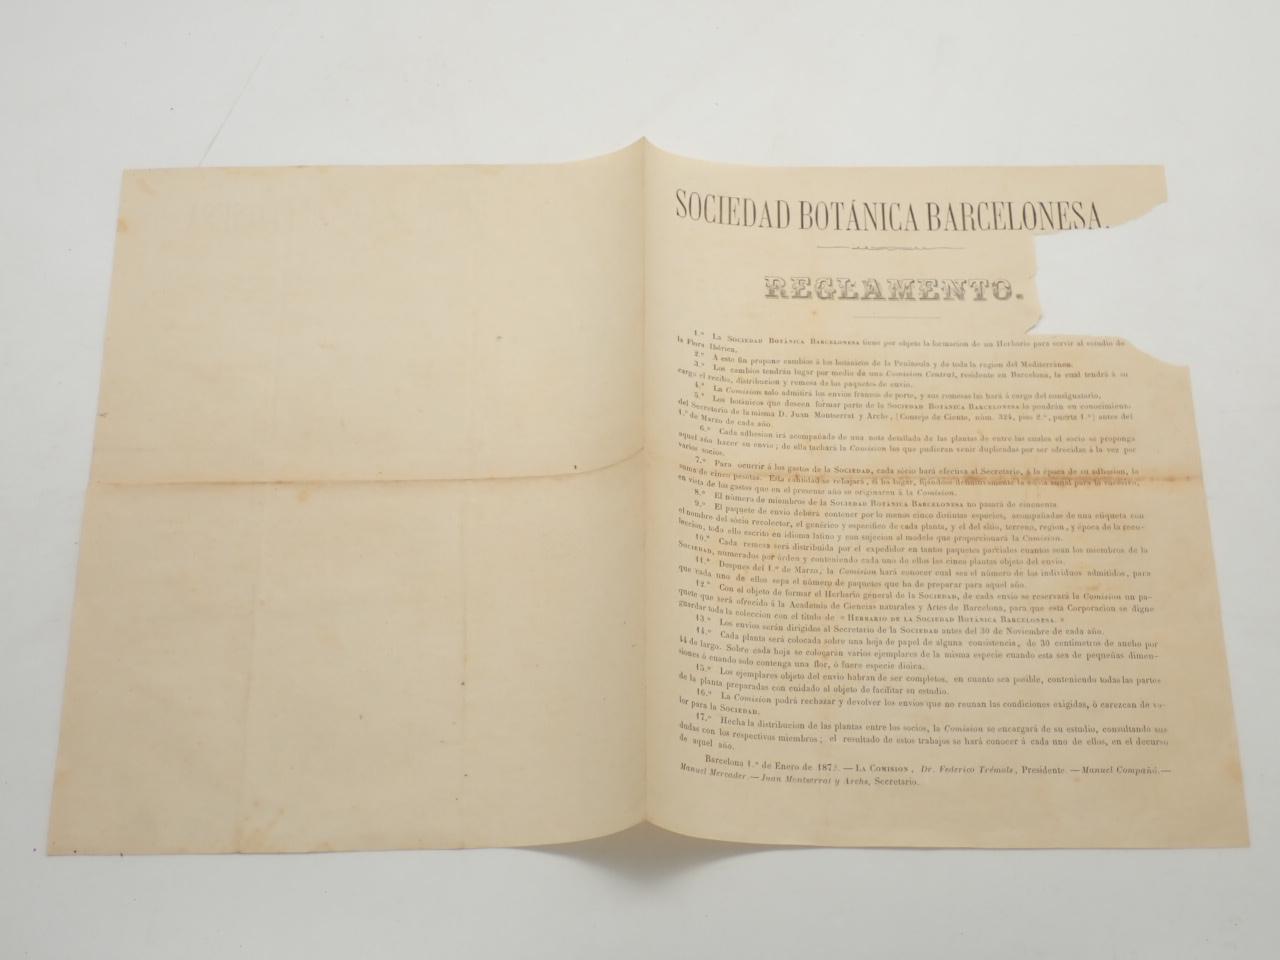 SOCIEDAD BOTÁNICA BARCELONESA.
REGLAMENTO.
1.º La SOCIEDAD BOTÁNICA BARCELONESA tiene por objeto la formacion de un Herbario para servir al estudio de
la Flora Ibérica.
2.º A este fin propone cambios á los botánicos de la Península y de toda la region del Mediterráneo.
3.º Los cambios tendrán lugar por medio de una Comision Central, residente en Barcelona, la cual tendrá á su
cargo el recibo, distribucion y remesa de los paquetes de envio.
4.º La Comision solo admitirá los envios francos de porte, y sus remesas las hará á cargo del consignatario.
5.º Los botánicos que deseen formar parte de la SOCIEDAD BOTÁNICA BARCELONESA lo pondrán en conocimiento
del Secretario de la misma D. Juan Montserrat y Archs, [Consejo de Ciento, núm. 324, piso 2.º, puerta 1.ª] antes del
1.º de Marzo de cada año.
6.º Cada adhesion irá acompañada de una nota detallada de las plantas de entre las cuales el socio se proponga
aquel año hacer su envio; de ella tachará la Comision las que pudieran venir duplicadas por ser ofrecidas á la vez por
varios socios.
7.º Para ocurrir á los gastos de la SOCIEDAD, cada sócio hará efectiva al Secretario, á la época de su adhesion, la
suma de cinco pesetas. Esta cantidad se rebajará, si ha lugar, fijándose definitivamente la cuota anual para lo sucesivo,
en vista de los gastos que en el presente año se originaren á la Comision.
8.º El número de miembros de la SOCIEDAD BOTÁNICA BARCELONESA no pasará de cincuenta.
9.º El paquete de envio deberá contener por lo menos cinco distintas especies, acompañadas de una etiqueta con
el nombre del sócio recolector, el genérico y especifico de cada planta, y el del sitio, terreno, region, y época de la reco-
leccion, todo ello escrito en idioma latino y con sujecion al modelo que proporcionará la Comision.
10.º Cada remesa será distribuida por el expedidor en tantos paquetes parciales cuantos sean los miembros de la
SOCIEDAD, numerados por órden y conteniendo cada uno de ellos las cinco plantas objeto del envio.
11.º Despues del 1.º de Marzo, la Comision hará conocer cual sea el número de los individuos admitidos, para
que cada uno de ellos sepa el número de paquetes que ha de preparar para aquel año.
12.º Con el objeto de formar el Herbario general de la SOCIEDAD, de cada envio se reservará la Comision un pa-
quete que será ofrecido á la Academia de Ciencias naturales y Artes de Barcelona, para que esta Corporacion se digne
guardar toda la coleccion con el título de « HERBARIO DE LA SOCIEDAD BOTÁNICA BARCELONESA. »
13.º Los envios serán dirigidos al Secretario de la SOCIEDAD antes del 30 de Noviembre de cada año.
14.º Cada planta será colocada sobre una hoja de papel de alguna consistencia, de 30 centímetros de ancho por
44 de largo. Sobre cada hoja se colocarán varios ejemplares de la misma especie cuando esta sea de pequeñas dimen-
siones ó cuando solo contenga una flor, ó fuere especie dióica.
15.º Los ejemplares objeto del envio habran de ser completos, en cuanto sea posible, conteniendo todas las partes
de la planta preparadas con cuidado al objeto de facilitar su estudio.
16.º La Comision podrá rechazar y devolver los envios que no reunan las condiciones exigidas, ó carezcan de va-
lor para la SOCIEDAD.
17.º Hecha la distribucion de las plantas entre los socios, la Comision se encargará de su estudio, consultando sus
dudas con los respectivos miembros; el resultado de estos trabajos se hará conocer á cada uno de ellos, en el decurso
de aquel año.
Barcelona 1.º de Enero de — LA COMISION, Dr. Federico Trémols, Presidente. — Manuel Compañó. —
Manuel Mercader. — Juan Montserrat y Archs, Secretario.